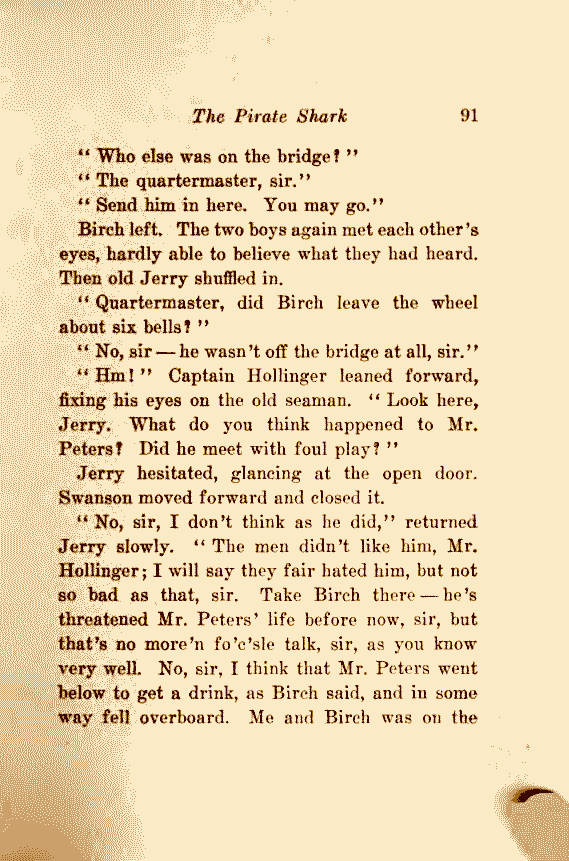 The Pirate Shark 91
“ Who else was on the bridge? ”
“ The quartermaster, sir.”
“ Send him in here. You may go.”
Birch left. The two boys again met each other’s
eyes, hardly able to believe what they had heard.
Then old Jerry shuffled in.
“ Quartermaster, did Birch leave the wheel
about six bells? ”
“ No, sir — he wasn’t off the bridge at all, sir.”
“ Hm! ” Captain Hollinger leaned forward,
fixing his eyes on the old seaman. “ Look here,
Jerry. What do you think happened to Mr.
Peters? Did he meet with foul play? ”
Jerry hesitated, glancing at the open door.
Swanson moved forward and closed it.
“ No, sir, I don’t think as he did,” returned
Jerry slowly. “ The men didn’t like him, Mr.
Hollinger; I will say they fair hated him, but not
so bad as that, sir. Take Birch there — he’s
threatened Mr. Peters’ life before now, sir, but
that’s no more’n fo’c’sle talk, sir, as you know
very well. No, sir, I think that Mr. Peters went
below to get a drink, as Birch said, and in some
way fell overboard. Me and Birch was on the